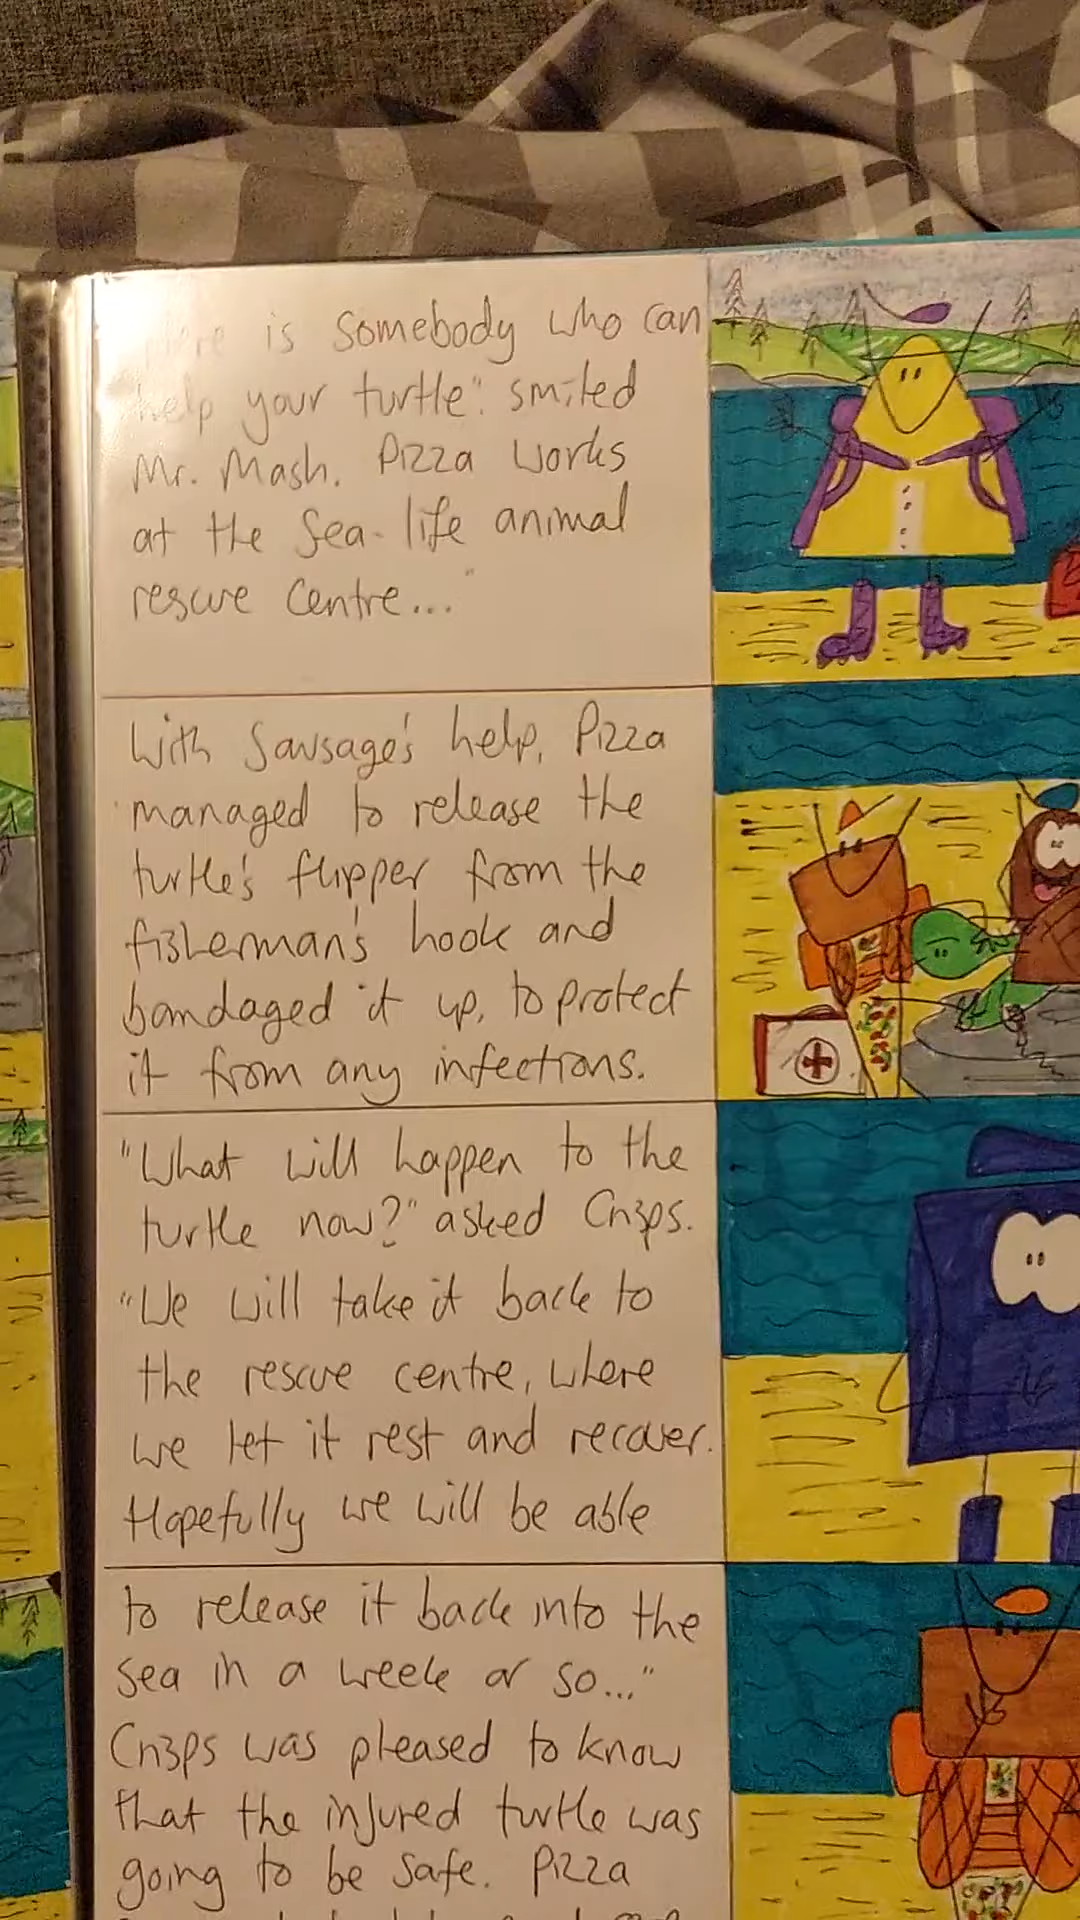 There is somebody who can
help your turtle". smiled
Mr. Mash. Pizza works
at the Sea-life animal
rescue centre..."
With Sausage's help, Pizza
managed to release the
turtle's flipper from the
fisherman's hook and
bandaged it up, to protect
it from any infections.
"What will happen to the
turtle now?" asked Cr3ps.
"We will take it back to
the rescue centre, where
we let it rest and recover.
Hopefully we will be able
to release it back into the
sea in a week or so..."
Cr3ps was pleased to know
that the injured turtle was
going to be safe. Pizza